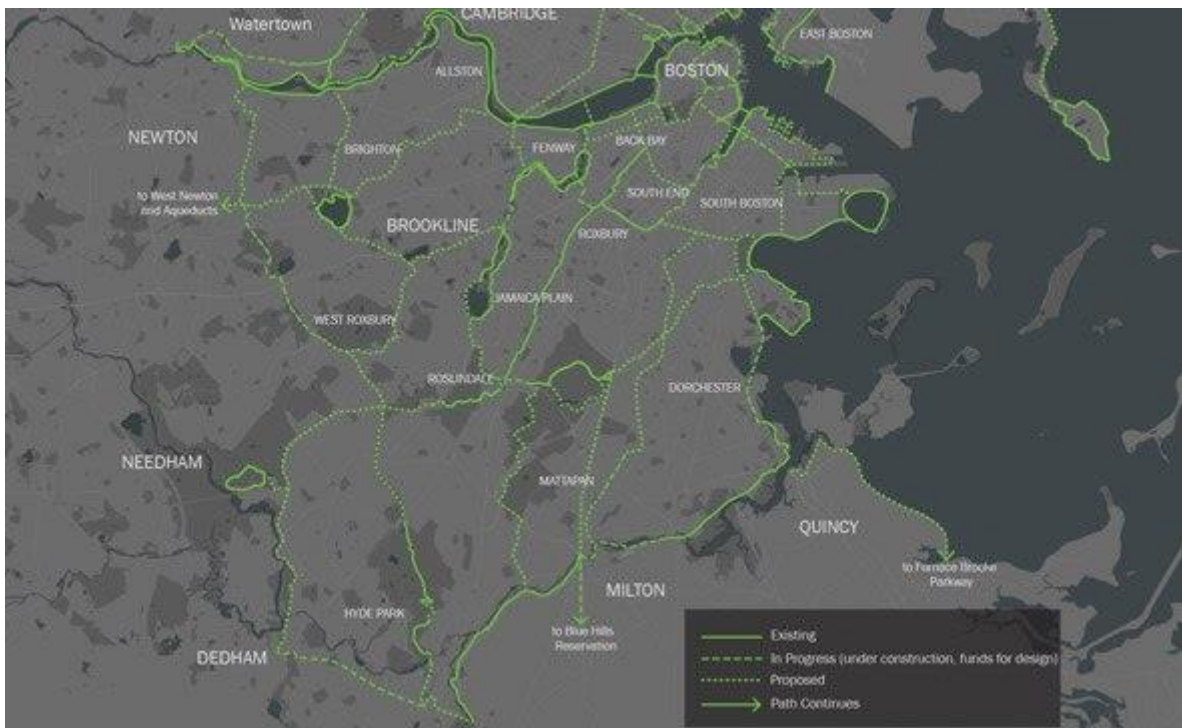 Watertown
CAMBRIDGE
EAST BOSTON
ALLSTON
BOSTON
NEWTON
BRIGHTON
FENWAY
BACK BAY
to West Newton
and Aqueducts
SOUTH END
SOUTH BOSTON
BROOKLINE
ROXBURY
JAMAICA PLAIN
WEST ROXBURY
ROSLINDALE
DORCHESTER
NEEDHAM
MATTAPAN
QUINCY
to Furnace Brooke
Parkway
MILTON
HYDE PARK
to Blue Hills
Reservation
DEDHAM
Existing
In Progress (under construction, funds for design)
Proposed
Path Continues